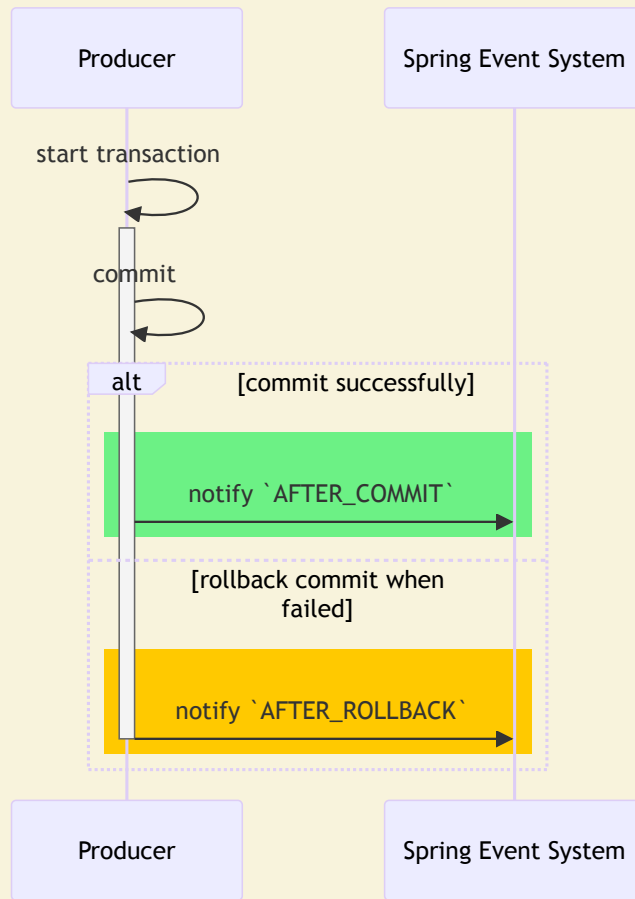 Producer
Spring Event System
start transaction
commit
alt
[commit successfully]
notify `AFTER_COMMIT`
[rollback commit when
failed]
notify `AFTER_ROLLBACK`
Producer
Spring Event System